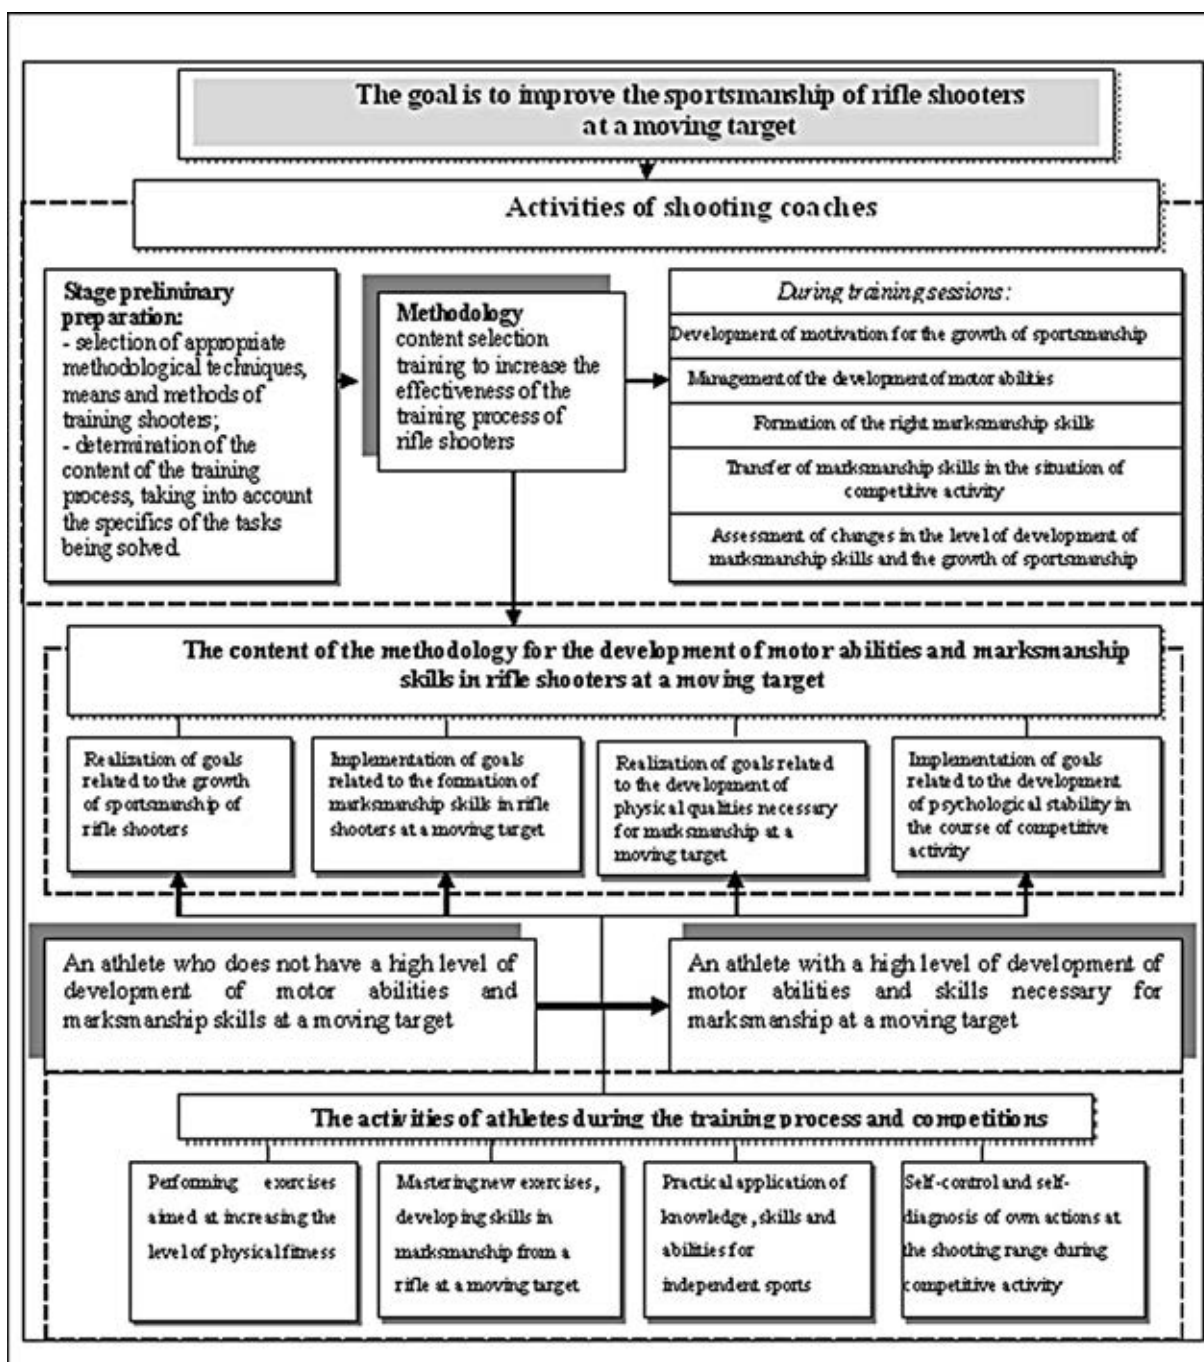 The goal is to improve the sportsmanship of rifle shooters
at a moving target
Activities of shooting coaches
Stage preliminary
preparation:
- selection of appropriate
methodological techniques,
means and methods of
training shooters;
- determination of the
content of the training
process, taking into account
the specifics of the tasks
being solved.
Methodology
content selection
training to increase the
effectiveness of the
training process of
rifle shooters
During training sessions:
Development of motivation for the growth of sportsmanship
Management of the development of motor abilities
Formation of the right marksmanship skills
Transfer of marksmanship skills in the situation of
competitive activity
Assessment of changes in the level of development of
marksmanship skills and the growth of sportsmanship
The content of the methodology for the development of motor abilities and marksmanship
skills in rifle shooters at a moving target
Realization of goals
related to the growth
of sportsmanship of
rifle shooters
Implementation of goals
related to the formation of
marksmanship skills in rifle
shooters at a moving target
Realization of goals related
to the development of
physical qualities necessary
for marksmanship at a
moving target
Implementation of goals
related to the development
of psychological stability in
the course of competitive
activity
An athlete who does not have a high level of
development of motor abilities and
marksmanship skills at a moving target
An athlete with a high level of development of
motor abilities and skills necessary for
marksmanship at a moving target
The activities of athletes during the training process and competitions
Performing exercises
aimed at increasing the
level of physical fitness
Mastering new exercises,
developing skills in
marksmanship from a
rifle at a moving target
Practical application of
knowledge, skills and
abilities for
independent sports
Self-control and self-
diagnosis of own actions at
the shooting range during
competitive activity